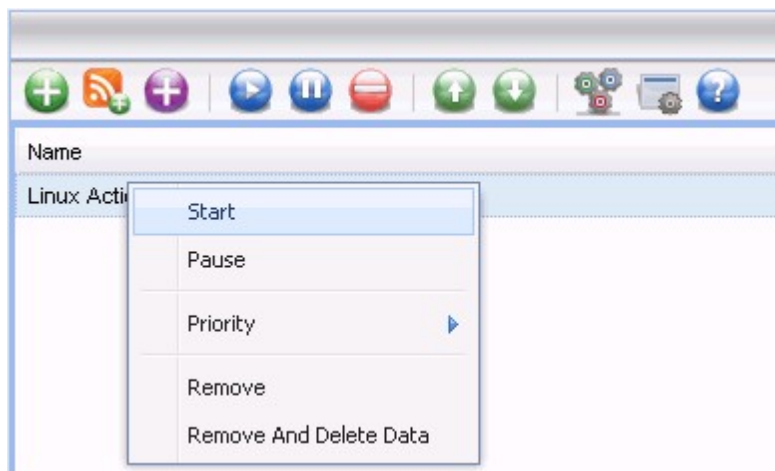 Name
Linux Acti
Start
Pause
Priority
Remove
Remove And Delete Data